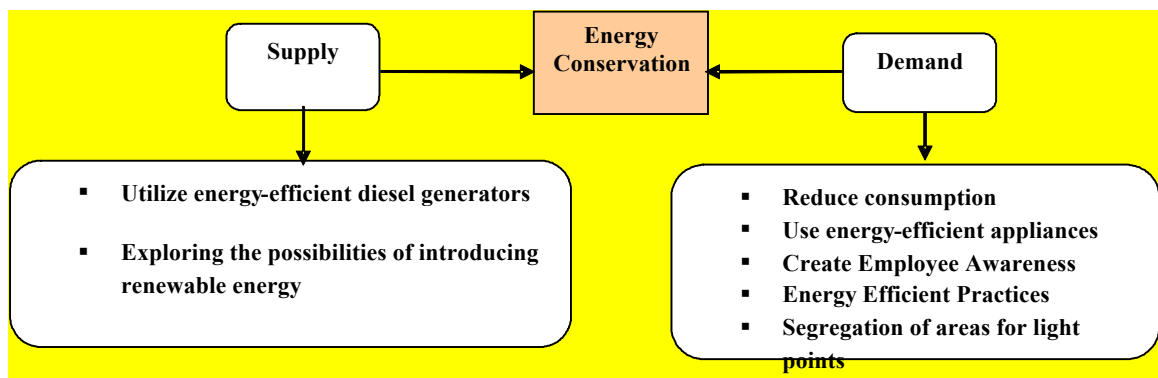 Supply
Energy
Conservation
Demand
▪ Utilize energy-efficient diesel generators
▪ Exploring the possibilities of introducing
renewable energy
▪ Reduce consumption
▪ Use energy-efficient appliances
▪ Create Employee Awareness
▪ Energy Efficient Practices
▪ Segregation of areas for light
points